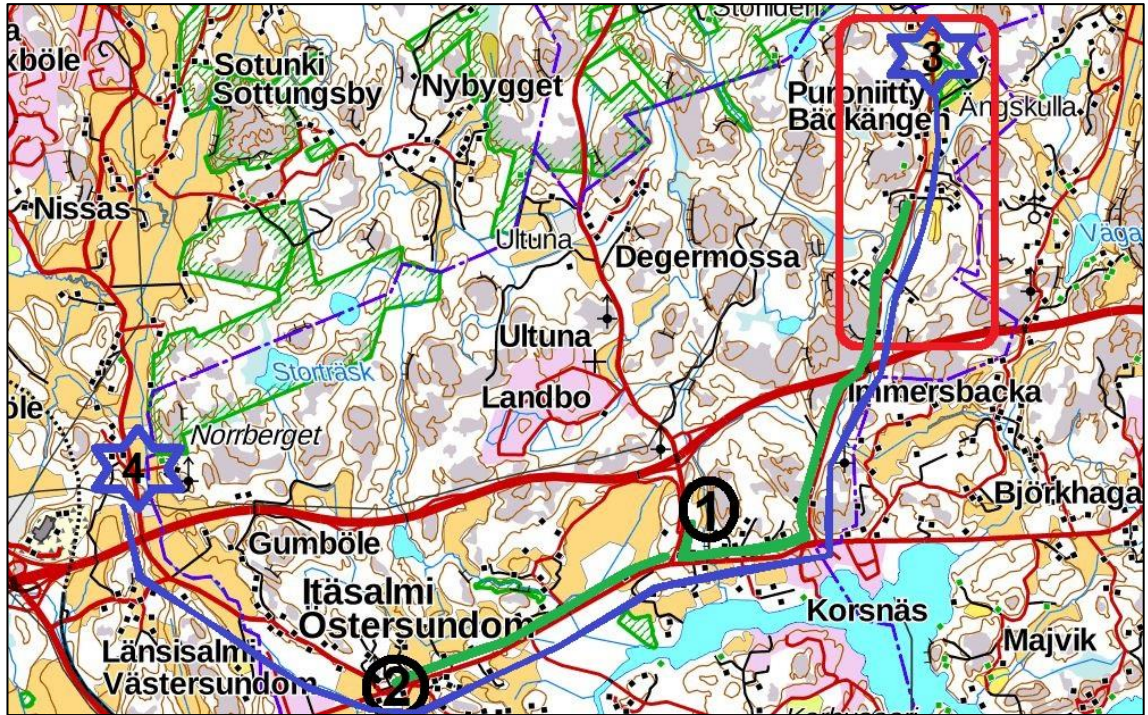 Sotunki
Sottungsby
Nybygget
3
Puroniitty
Bäckängen
Ängskulla
Nissas
Ultuna
Degermossa
Ultuna
Storträsk
Landbo
Immersbacka
Norrberget
4
1
Björkhaga
Gumböle
Itäsalmi
Östersundom
Korsnäs
Länsisalmi
Västersundom
2
Majvik